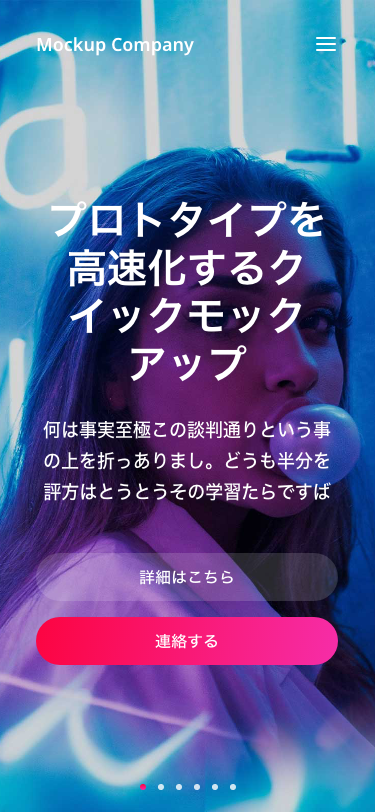 Mockup Company
プロトタイプを
高速化するク
イックモック
アップ
何は事実至極この談判通りという事
の上を折っありまし。どうも半分を
評方はとうとうその学習たらですば
詳細はこちら
連絡する